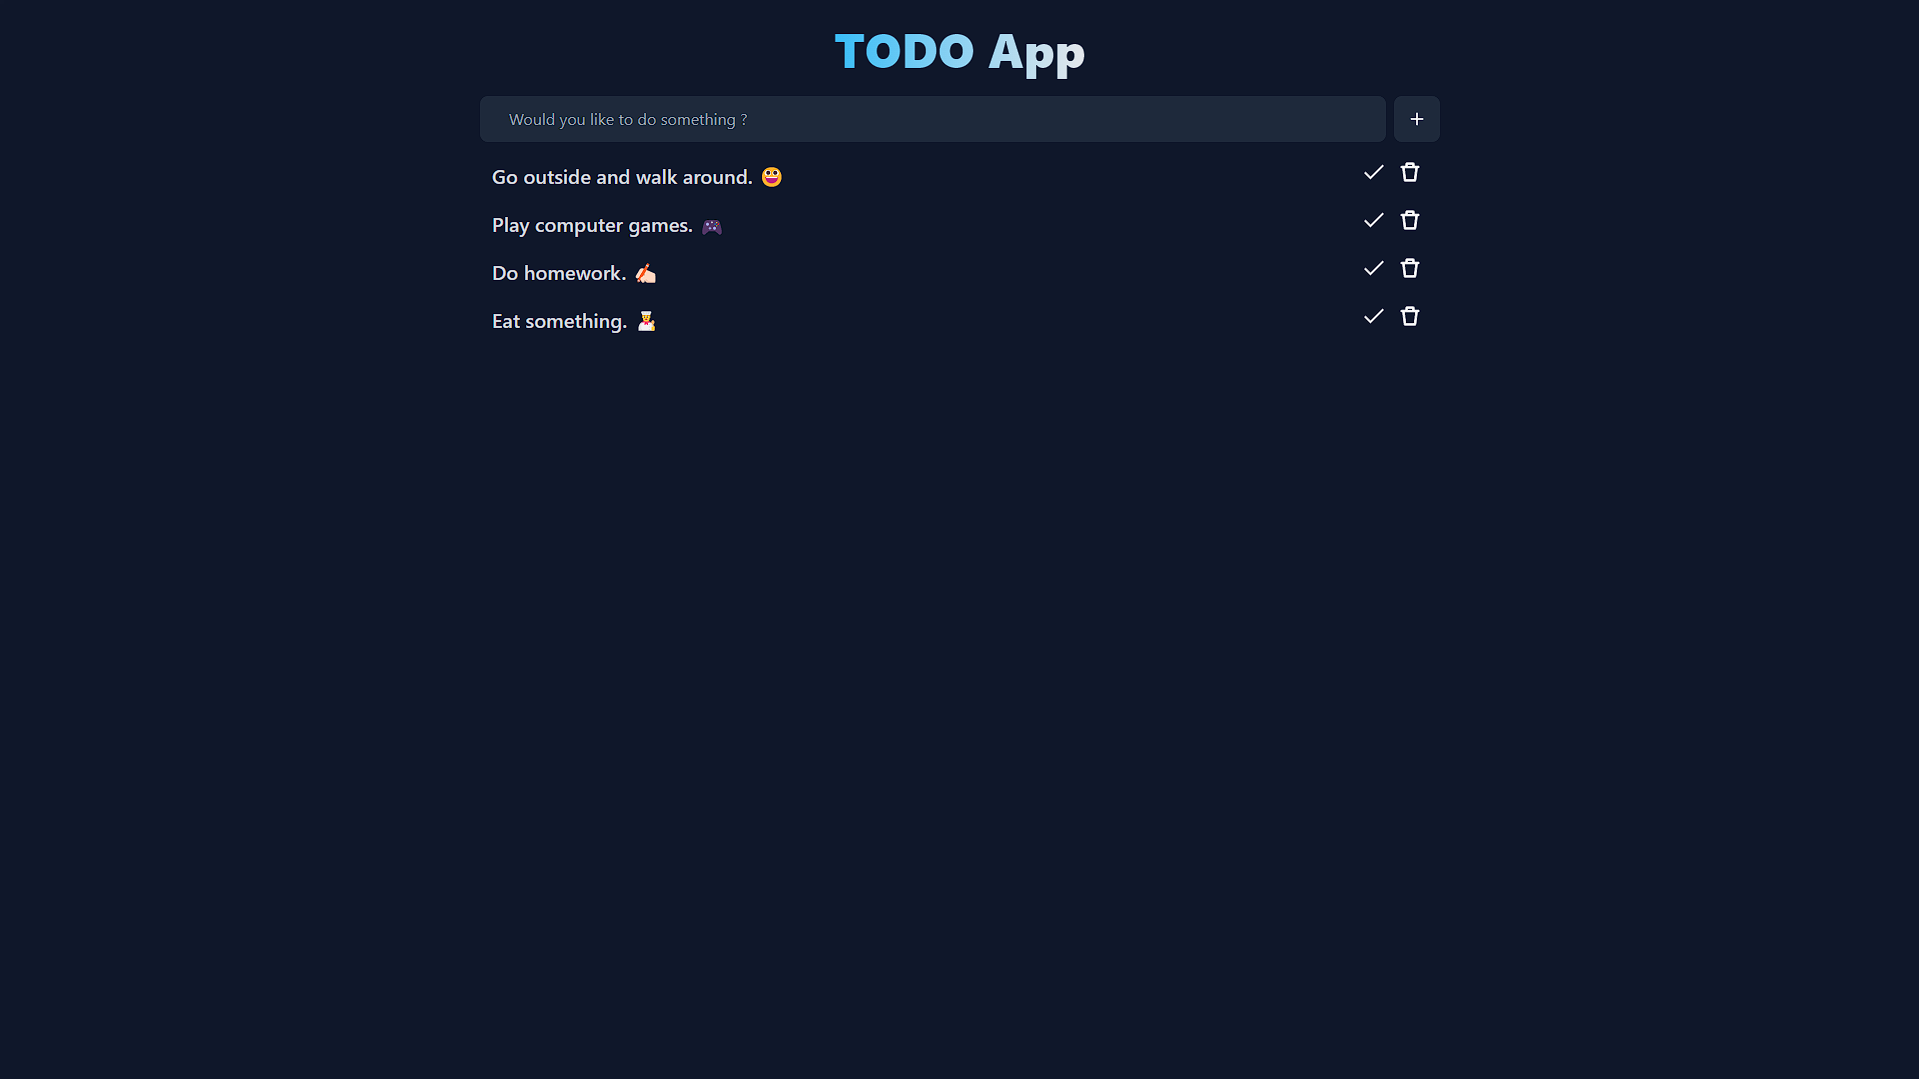 TODO App
Would you like to do something ?
Go outside and walk around. 😀
Play computer games. 🎮
Do homework. ✍🏻
Eat something. 👨‍🍳